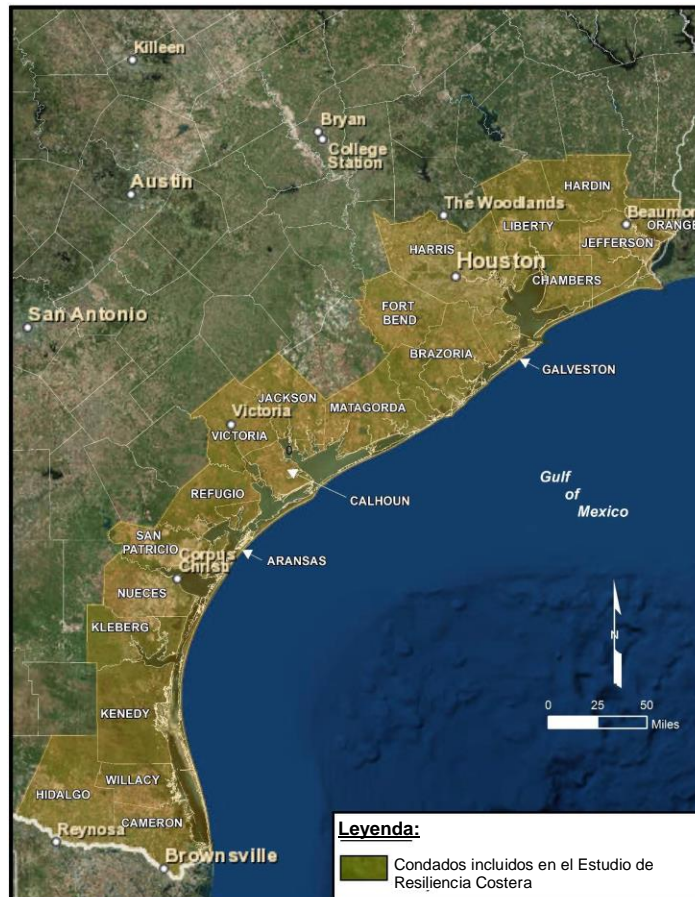 Killeen
Bryan
College
Station
Austin
HARDIN
The Woodlands
LIBERTY
Beaumon
ORANGE
HARRIS
JEFFERSON
Houston
CHAMBERS
San Antonio
FORT
BEND
BRAZORIA
GALVESTON
JACKSON
MATAGORDA
Victoria
VICTORIA
REFUGIO
CALHOUN
Gulf
of
Mexico
SAN
PATRICIO
Corpus
Christi
ARANSAS
NUECES
KLEBERG
N
KENEDY
0 25 50
Miles
WILLACY
HIDALGO
CAMERON
Reynosa
Brownsville
Leyenda:
Condados incluidos en el Estudio de
Resiliencia Costera